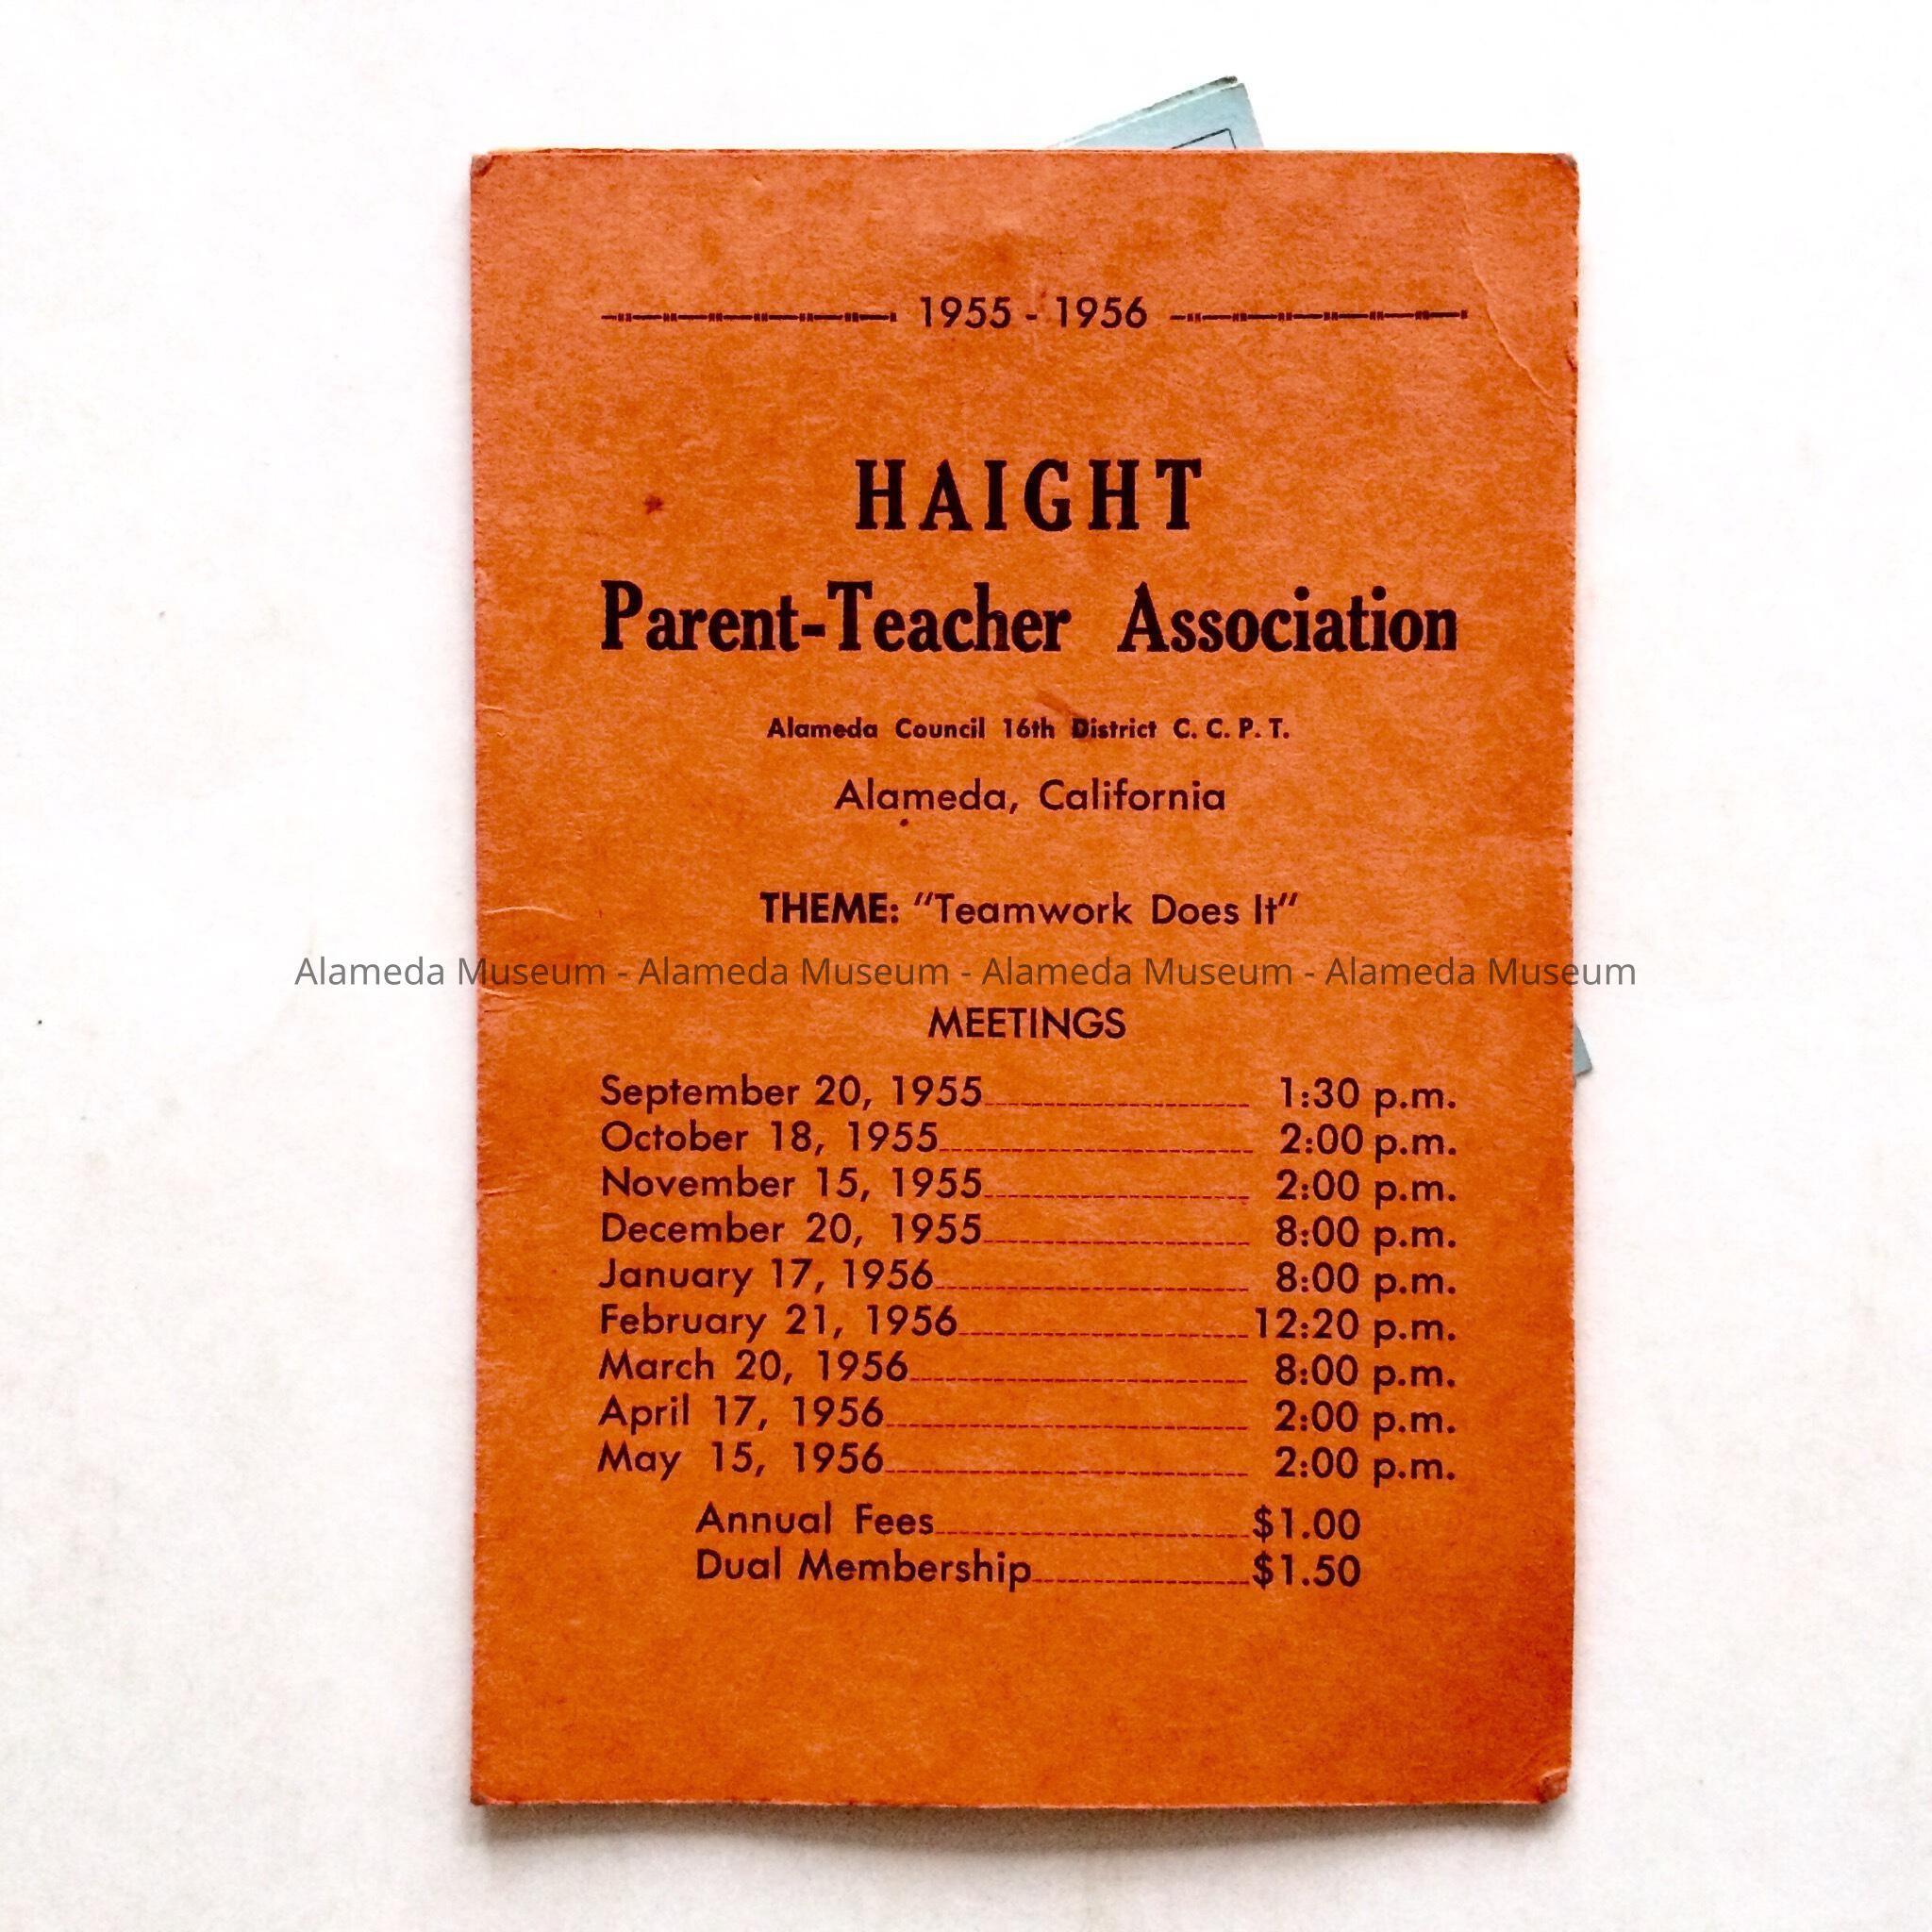 1955 - 1956
HAIGHT
Parent-Teacher Association
Alameda Council 16th District C. C. P. T.
Alameda, California
THEME: "Teamwork Does It"
Alameda Museum - Alameda Museum - Alameda Museum - Alameda Museum
MEETINGS
September 20, 1955 1:30 p.m.
October 18, 1955 2:00 p.m.
November 15, 1955 2:00 p.m.
December 20, 1955 8:00 p.m.
January 17, 1956 8:00 p.m.
February 21, 1956 12:20 p.m.
March 20, 1956 8:00 p.m.
April 17, 1956 2:00 p.m.
May 15, 1956 2:00 p.m.
Annual Fees $1.00
Dual Membership $1.50